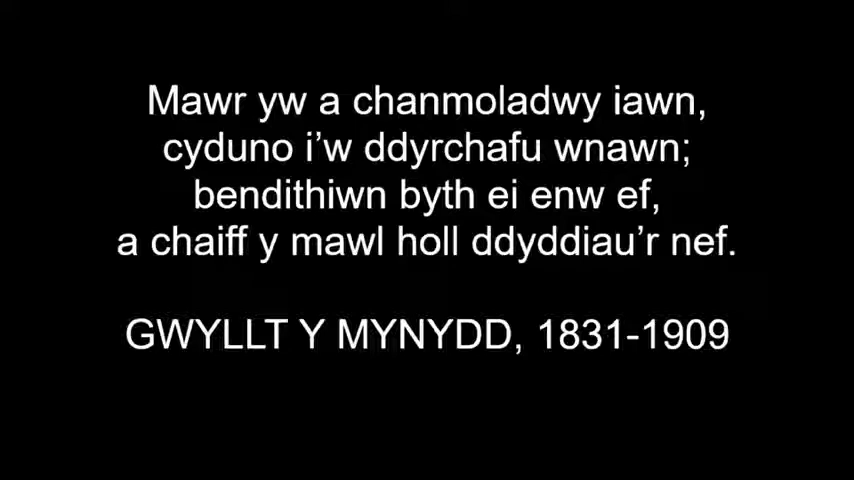 Mawr yw a chanmoladwy iawn,
cyduno i’w ddyrchafu wnawn;
bendithiwn byth ei enw ef,
a chaiff y mawl holl ddyddiau’r nef.
GWYLLT Y MYNYDD, 1831-1909